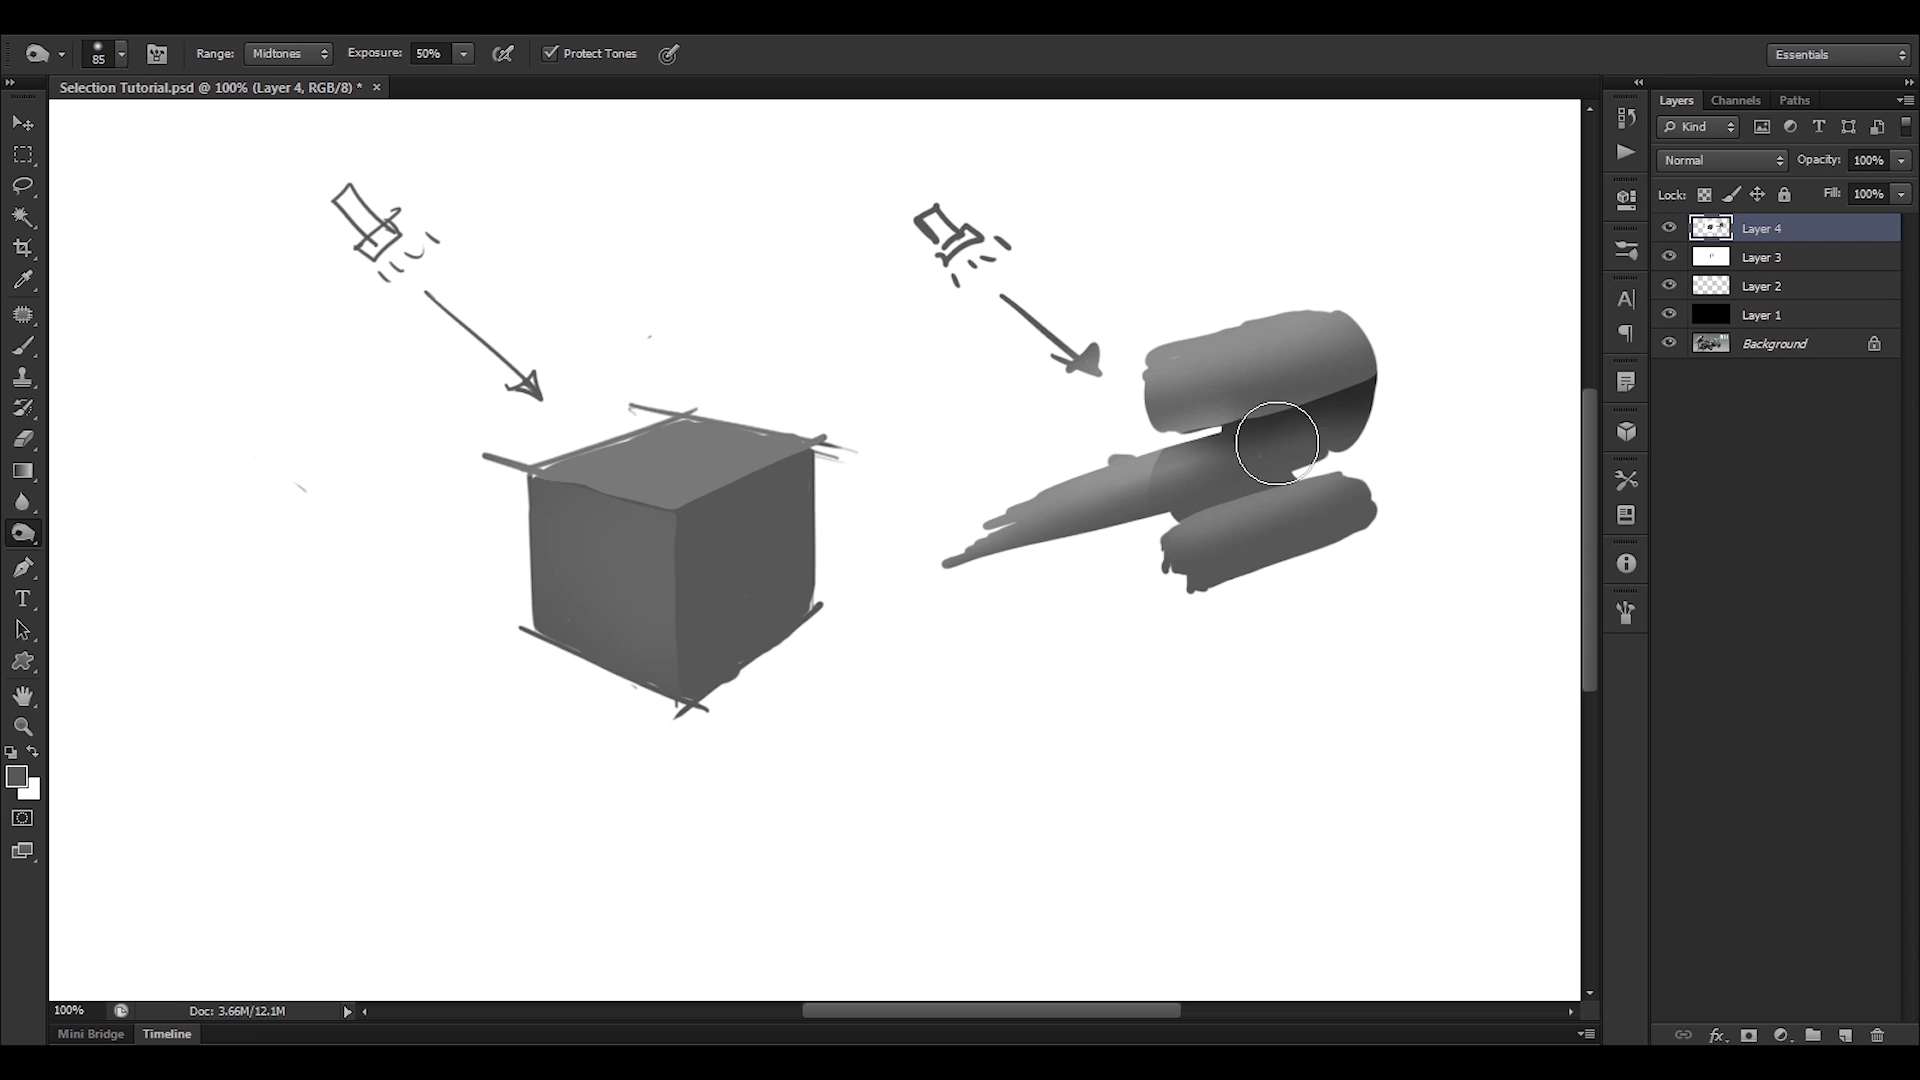 85
Range: Midtones Exposure: 50% Protect Tones Essentials
Selection Tutorial.psd @ 100% (Layer 4, RGB/8) * ×
Layers Channels Paths
Kind
Normal Opacity: 100%
Lock: Fill: 100%
Layer 4
Layer 3
Layer 2
Layer 1
Background
100% Doc: 3.66M/12.1M
Mini Bridge Timeline